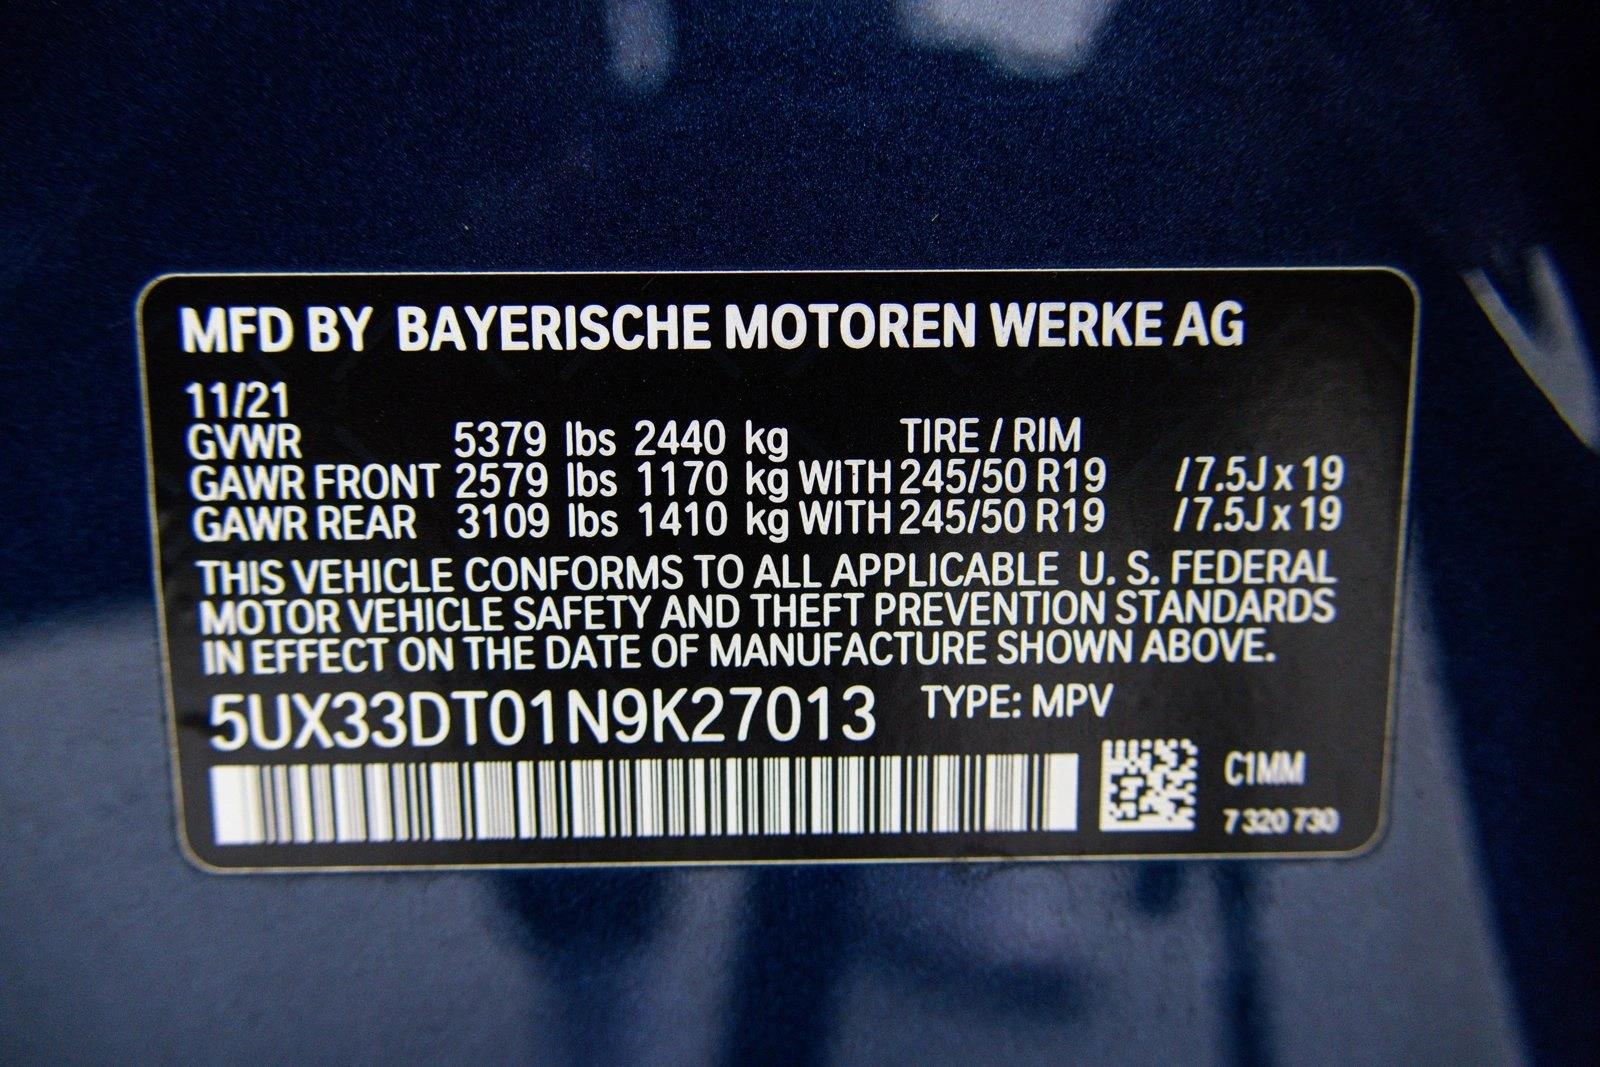 MFD BY BAYERISCHE MOTOREN WERKE AG
11/21
GVWR 5379 lbs 2440 kg TIRE / RIM
GAWR FRONT 2579 lbs 1170 kg WITH 245/50 R19 /7.5J x 19
GAWR REAR 3109 lbs 1410 kg WITH 245/50 R19 /7.5J x 19
THIS VEHICLE CONFORMS TO ALL APPLICABLE U. S. FEDERAL
MOTOR VEHICLE SAFETY AND THEFT PREVENTION STANDARDS
IN EFFECT ON THE DATE OF MANUFACTURE SHOWN ABOVE.
5UX33DT01N9K27013 TYPE: MPV
C1MM
7 320 730